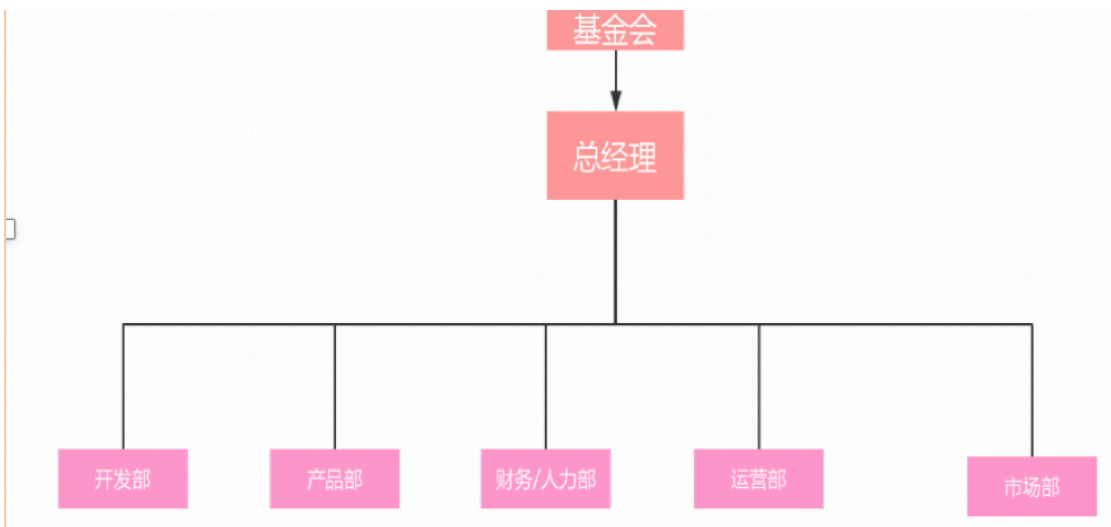 基金会
总经理
开发部
产品部
财务/人力部
运营部
市场部